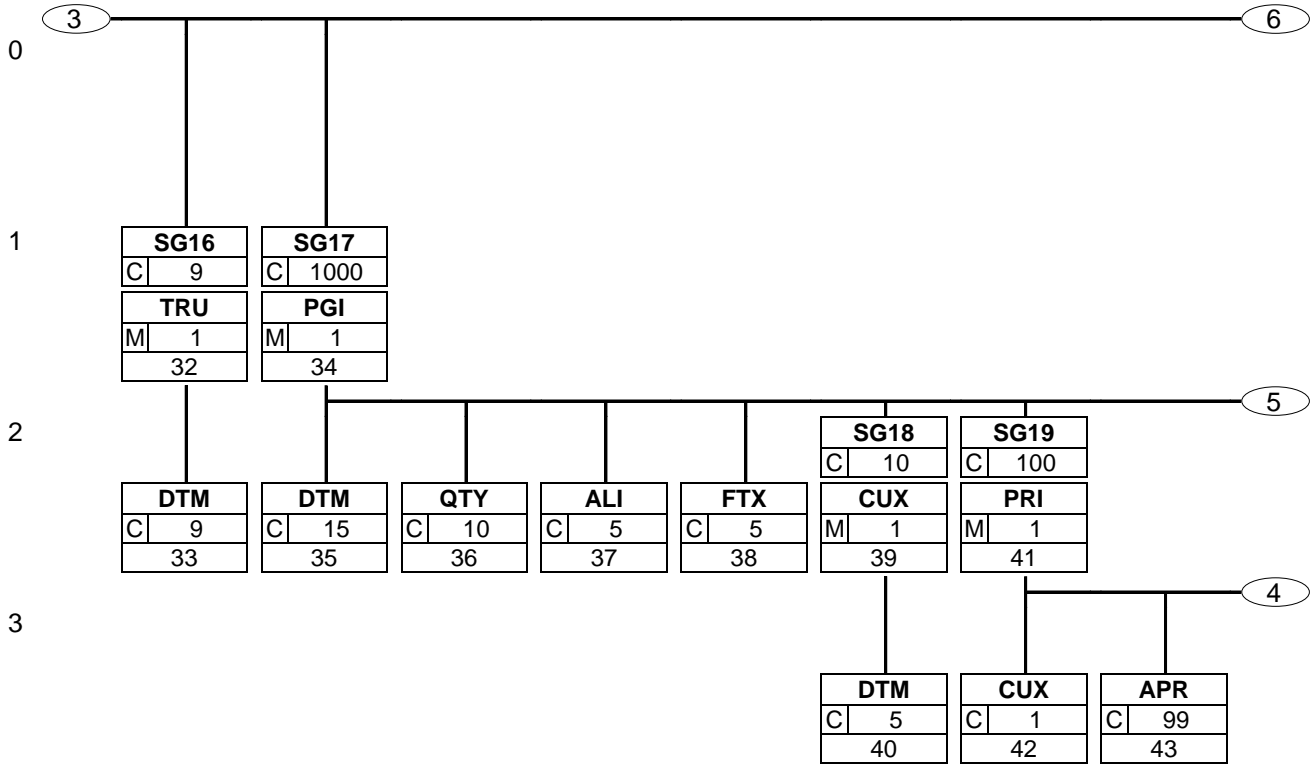 3 6
0
1 SG16 SG17
C 9 C 1000
TRU PGI
M 1 M 1
32 34
5
2 SG18 SG19
C 10 C 100
DTM DTM QTY ALI FTX CUX PRI
C 9 C 15 C 10 C 5 C 5 M 1 M 1
33 35 36 37 38 39 41
4
3
DTM CUX APR
C 5 C 1 C 99
40 42 43